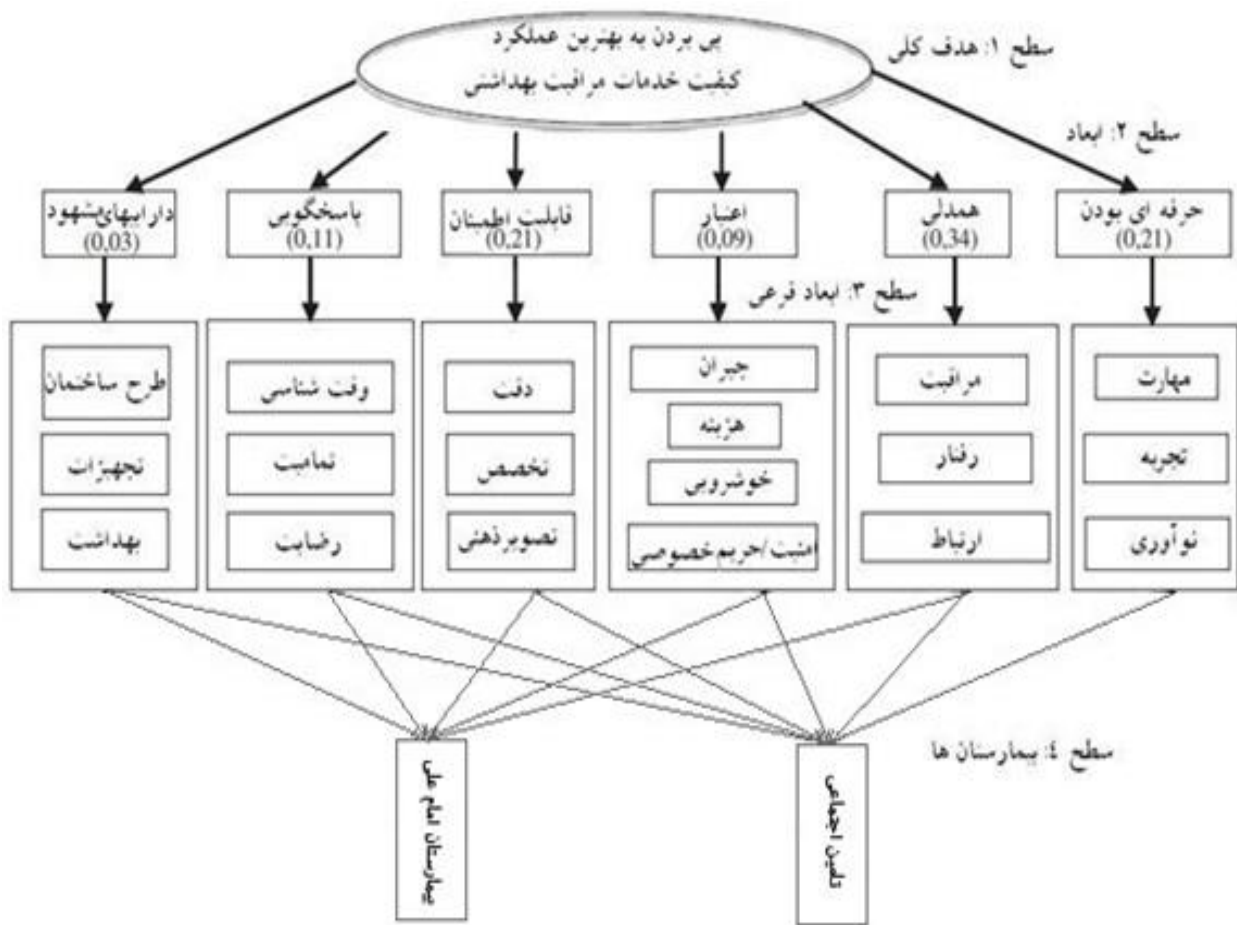 پی بردن به بهترین عملکرد
کیفیت خدمات مراقبت بهداشتی
سطح ۱: هدف کلی
سطح ۲: ابعاد
حرفه ای بودن
(0,21)
همدلی
(0,34)
اعتبار
(0,09)
قابلیت اطمینان
(0,21)
پاسخگویی
(0,11)
داراییهای مشهود
(0,03)
سطح ۳: ابعاد فرعی
مهارت
تجربه
نوآوری
مراقبت
رفتار
ارتباط
جبران
هزینه
خوشرویی
امنیت/حریم خصوصی
دقت
تخصص
تصویرذهنی
وقت شناسی
تمامیت
رضایت
طرح ساختمان
تجهیزات
بهداشت
سطح ٤: بیمارستان ها
تامین اجتماعی
بیمارستان امام علی